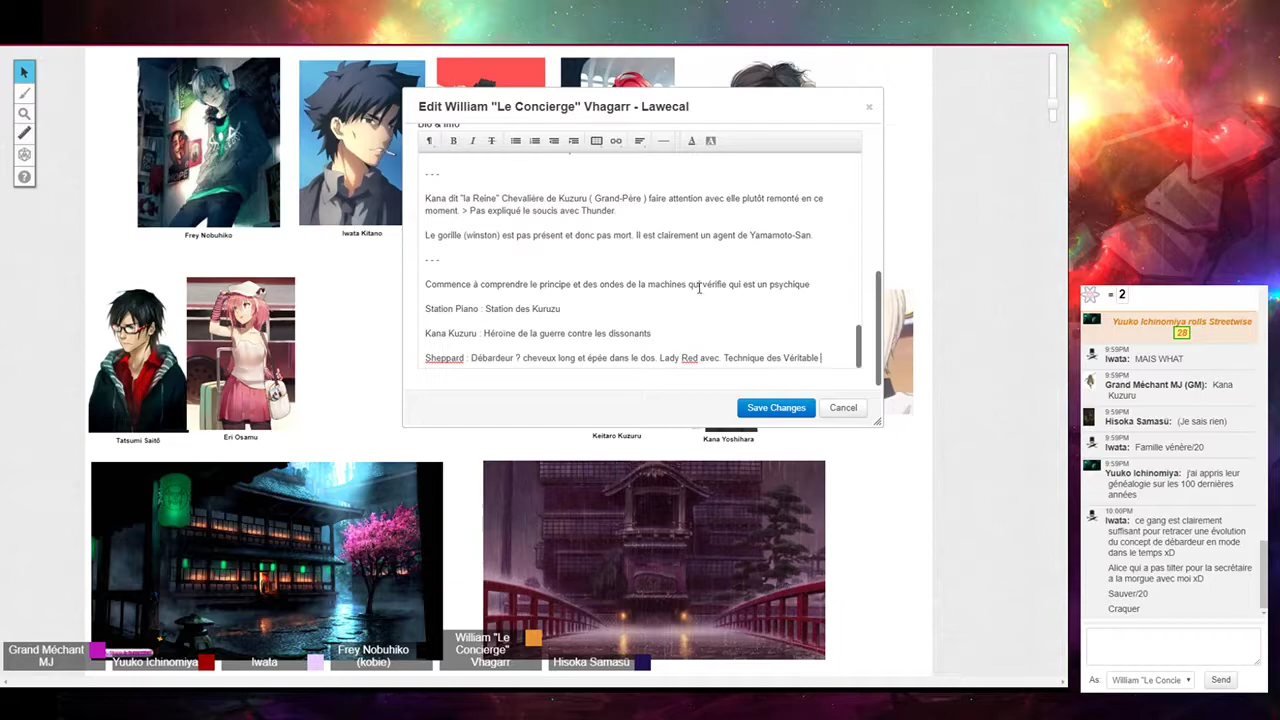 HOPE
Frey Nobuhiko
Iwata Kitano
Tatsumi Saitō
Eri Osamu
Keitaro Kuzuru
Kana Yoshihara
Edit William "Le Concierge" Vhagarr - Lawecal
×
Bio & Info
- - -
Kana dit "la Reine" Chevalière de Kuzuru ( Grand-Père ) faire attention avec elle plutôt remonté en ce
moment. > Pas expliqué le soucis avec Thunder.
Le gorille (winston) est pas présent et donc pas mort. Il est clairement un agent de Yamamoto-San.
- - -
Commence à comprendre le principe et des ondes de la machines qui vérifie qui est un psychique
Station Piano : Station des Kuruzu
Kana Kuzuru : Héroïne de la guerre contre les dissonants
Sheppard : Débardeur ? cheveux long et épée dans le dos. Lady Red avec. Technique des Véritable
Save Changes
Cancel
Grand Méchant
MJ
Yuuko Ichinomiya
Iwata
Frey Nobuhiko
(kobie)
William "Le
Concierge"
Vhagarr
Hisoka Samasü
= 2
Yuuko Ichinomiya rolls Streetwise
28
9:59PM
Iwata: MAIS WHAT
9:59PM
Grand Méchant MJ (GM): Kana
Kuzuru
9:59PM
Hisoka Samasü: (Je sais rien)
9:59PM
Iwata: Famille vénère/20
9:59PM
Yuuko Ichinomiya: j'ai appris leur
généalogie sur les 100 dernières
années
10:00PM
Iwata: ce gang est clairement
suffisant pour retracer une évolution
du concept de débardeur en mode
dans le temps xD
Alice qui a pas tilter pour la secrétaire
a la morgue avec moi xD
Sauver/20
Craquer
As:
William "Le Concie
Send